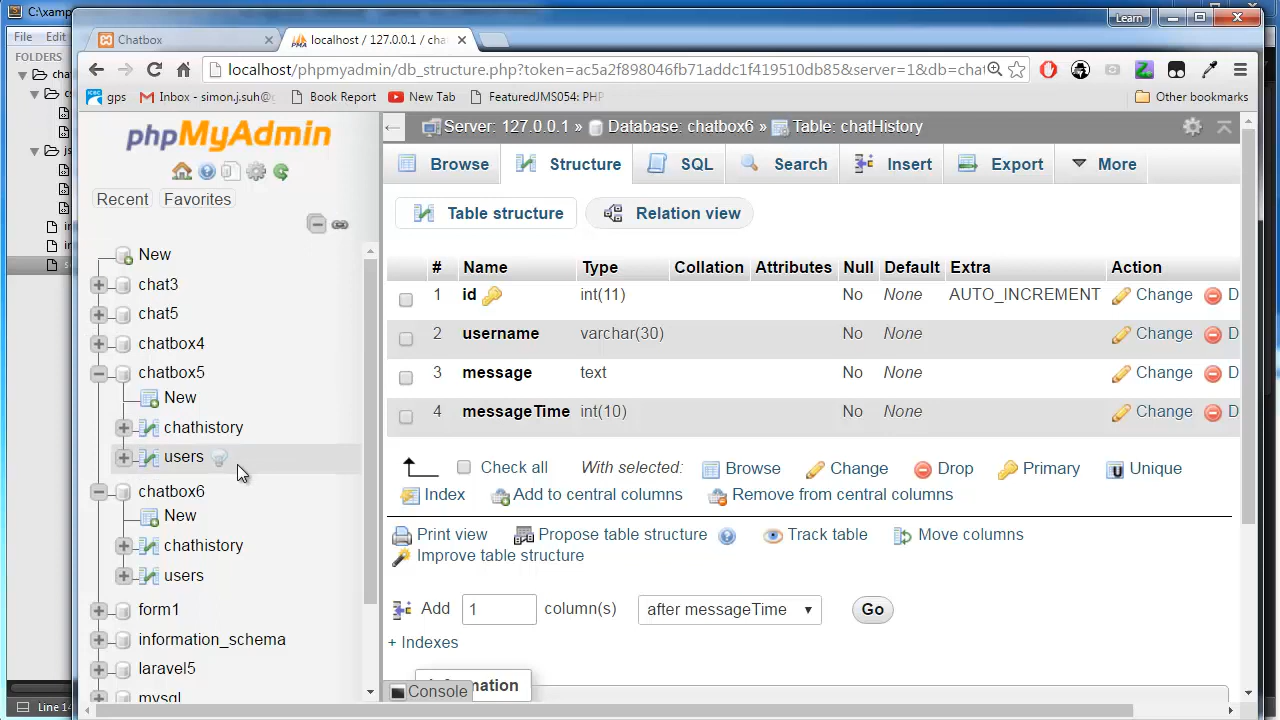 C:\xamp
Learn
File Edit
FOLDERS
Chatbox
localhost / 127.0.0.1 / cha
localhost/phpmyadmin/db_structure.php?token=ac5a2f898046fb71addc1f419510db85&server=1&db=chat
gps
Inbox - simon.j.suh@
Book Report
New Tab
FeaturedJMS054: PHP
Other bookmarks
phpMyAdmin
Recent
Favorites
New
chat3
chat5
chatbox4
chatbox5
New
chathistory
users
chatbox6
New
chathistory
users
form1
information_schema
laravel5
mysql
Server: 127.0.0.1 » Database: chatbox6 » Table: chatHistory
Browse Structure SQL Search Insert Export More
Table structure Relation view
# Name Type Collation Attributes Null Default Extra Action
1 id int(11) No None AUTO_INCREMENT Change D
2 username varchar(30) No None Change D
3 message text No None Change D
4 messageTime int(10) No None Change D
Check all With selected: Browse Change Drop Primary Unique
Index Add to central columns Remove from central columns
Print view Propose table structure Track table Move columns
Improve table structure
Add 1 column(s) after messageTime Go
+ Indexes
Console
mation
Line 14